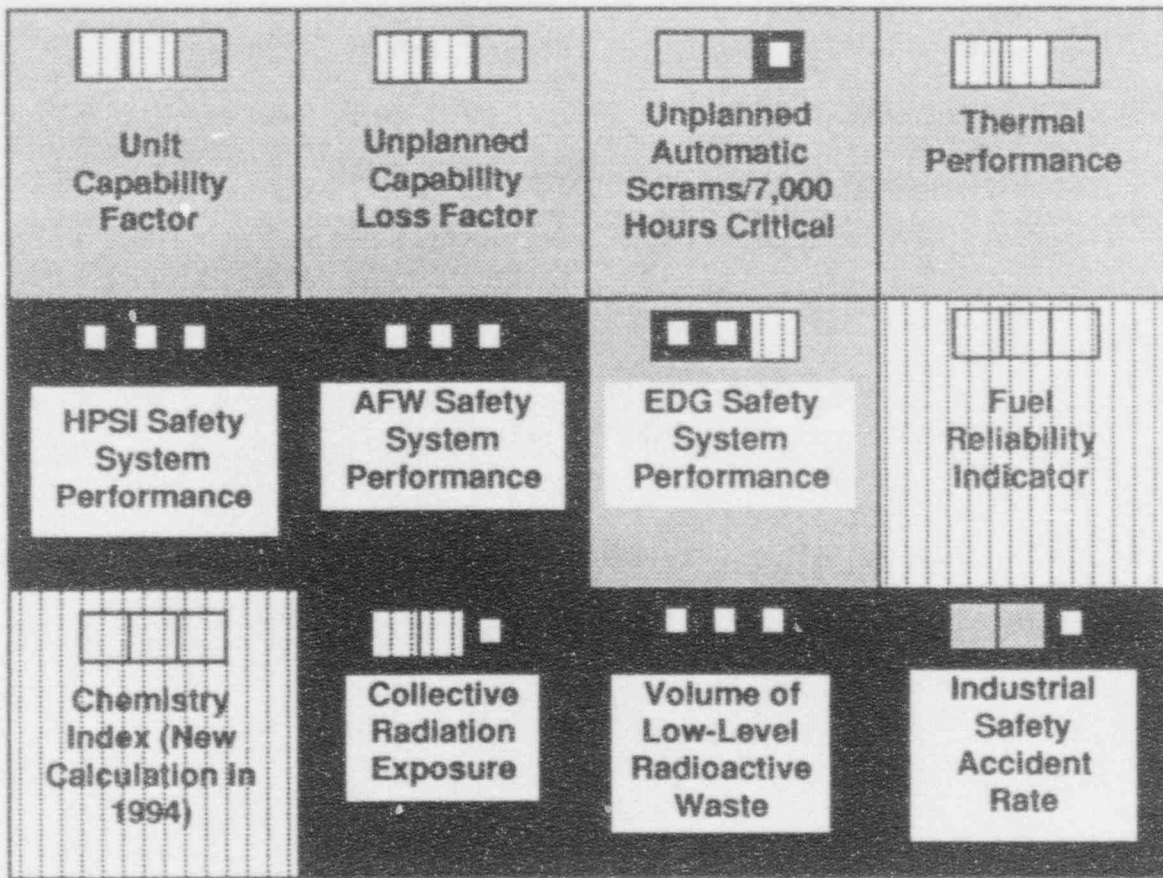 Unit
Capability
Factor
Unplanned
Capability
Loss Factor
Unplanned
Automatic
Scrams/7,000
Hours Critical
Thermal
Performance
HPSI Safety
System
Performance
AFW Safety
System
Performance
EDG Safety
System
Performance
Fuel
Reliability
Indicator
Chemistry
Index (New
Calculation in
1994)
Collective
Radiation
Exposure
Volume of
Low-Level
Radioactive
Waste
Industrial
Safety
Accident
Rate